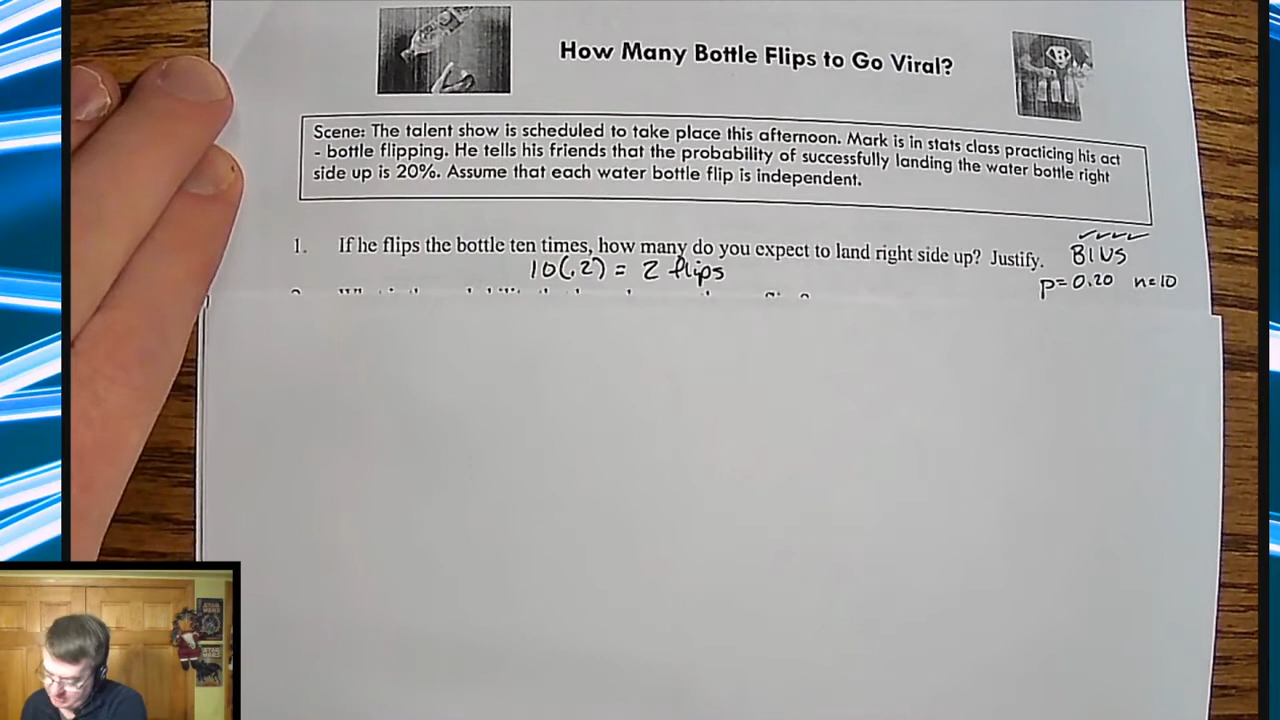 How Many Bottle Flips to Go Viral?
Scene: The talent show is scheduled to take place this afternoon. Mark is in stats class practicing his act
- bottle flipping. He tells his friends that the probability of successfully landing the water bottle right
side up is 20%. Assume that each water bottle flip is independent.
1. If he flips the bottle ten times, how many do you expect to land right side up? Justify.
BINS
10(.2) = 2 flips
p=0.20 n=10
STAR
WARS
STAR
WARS